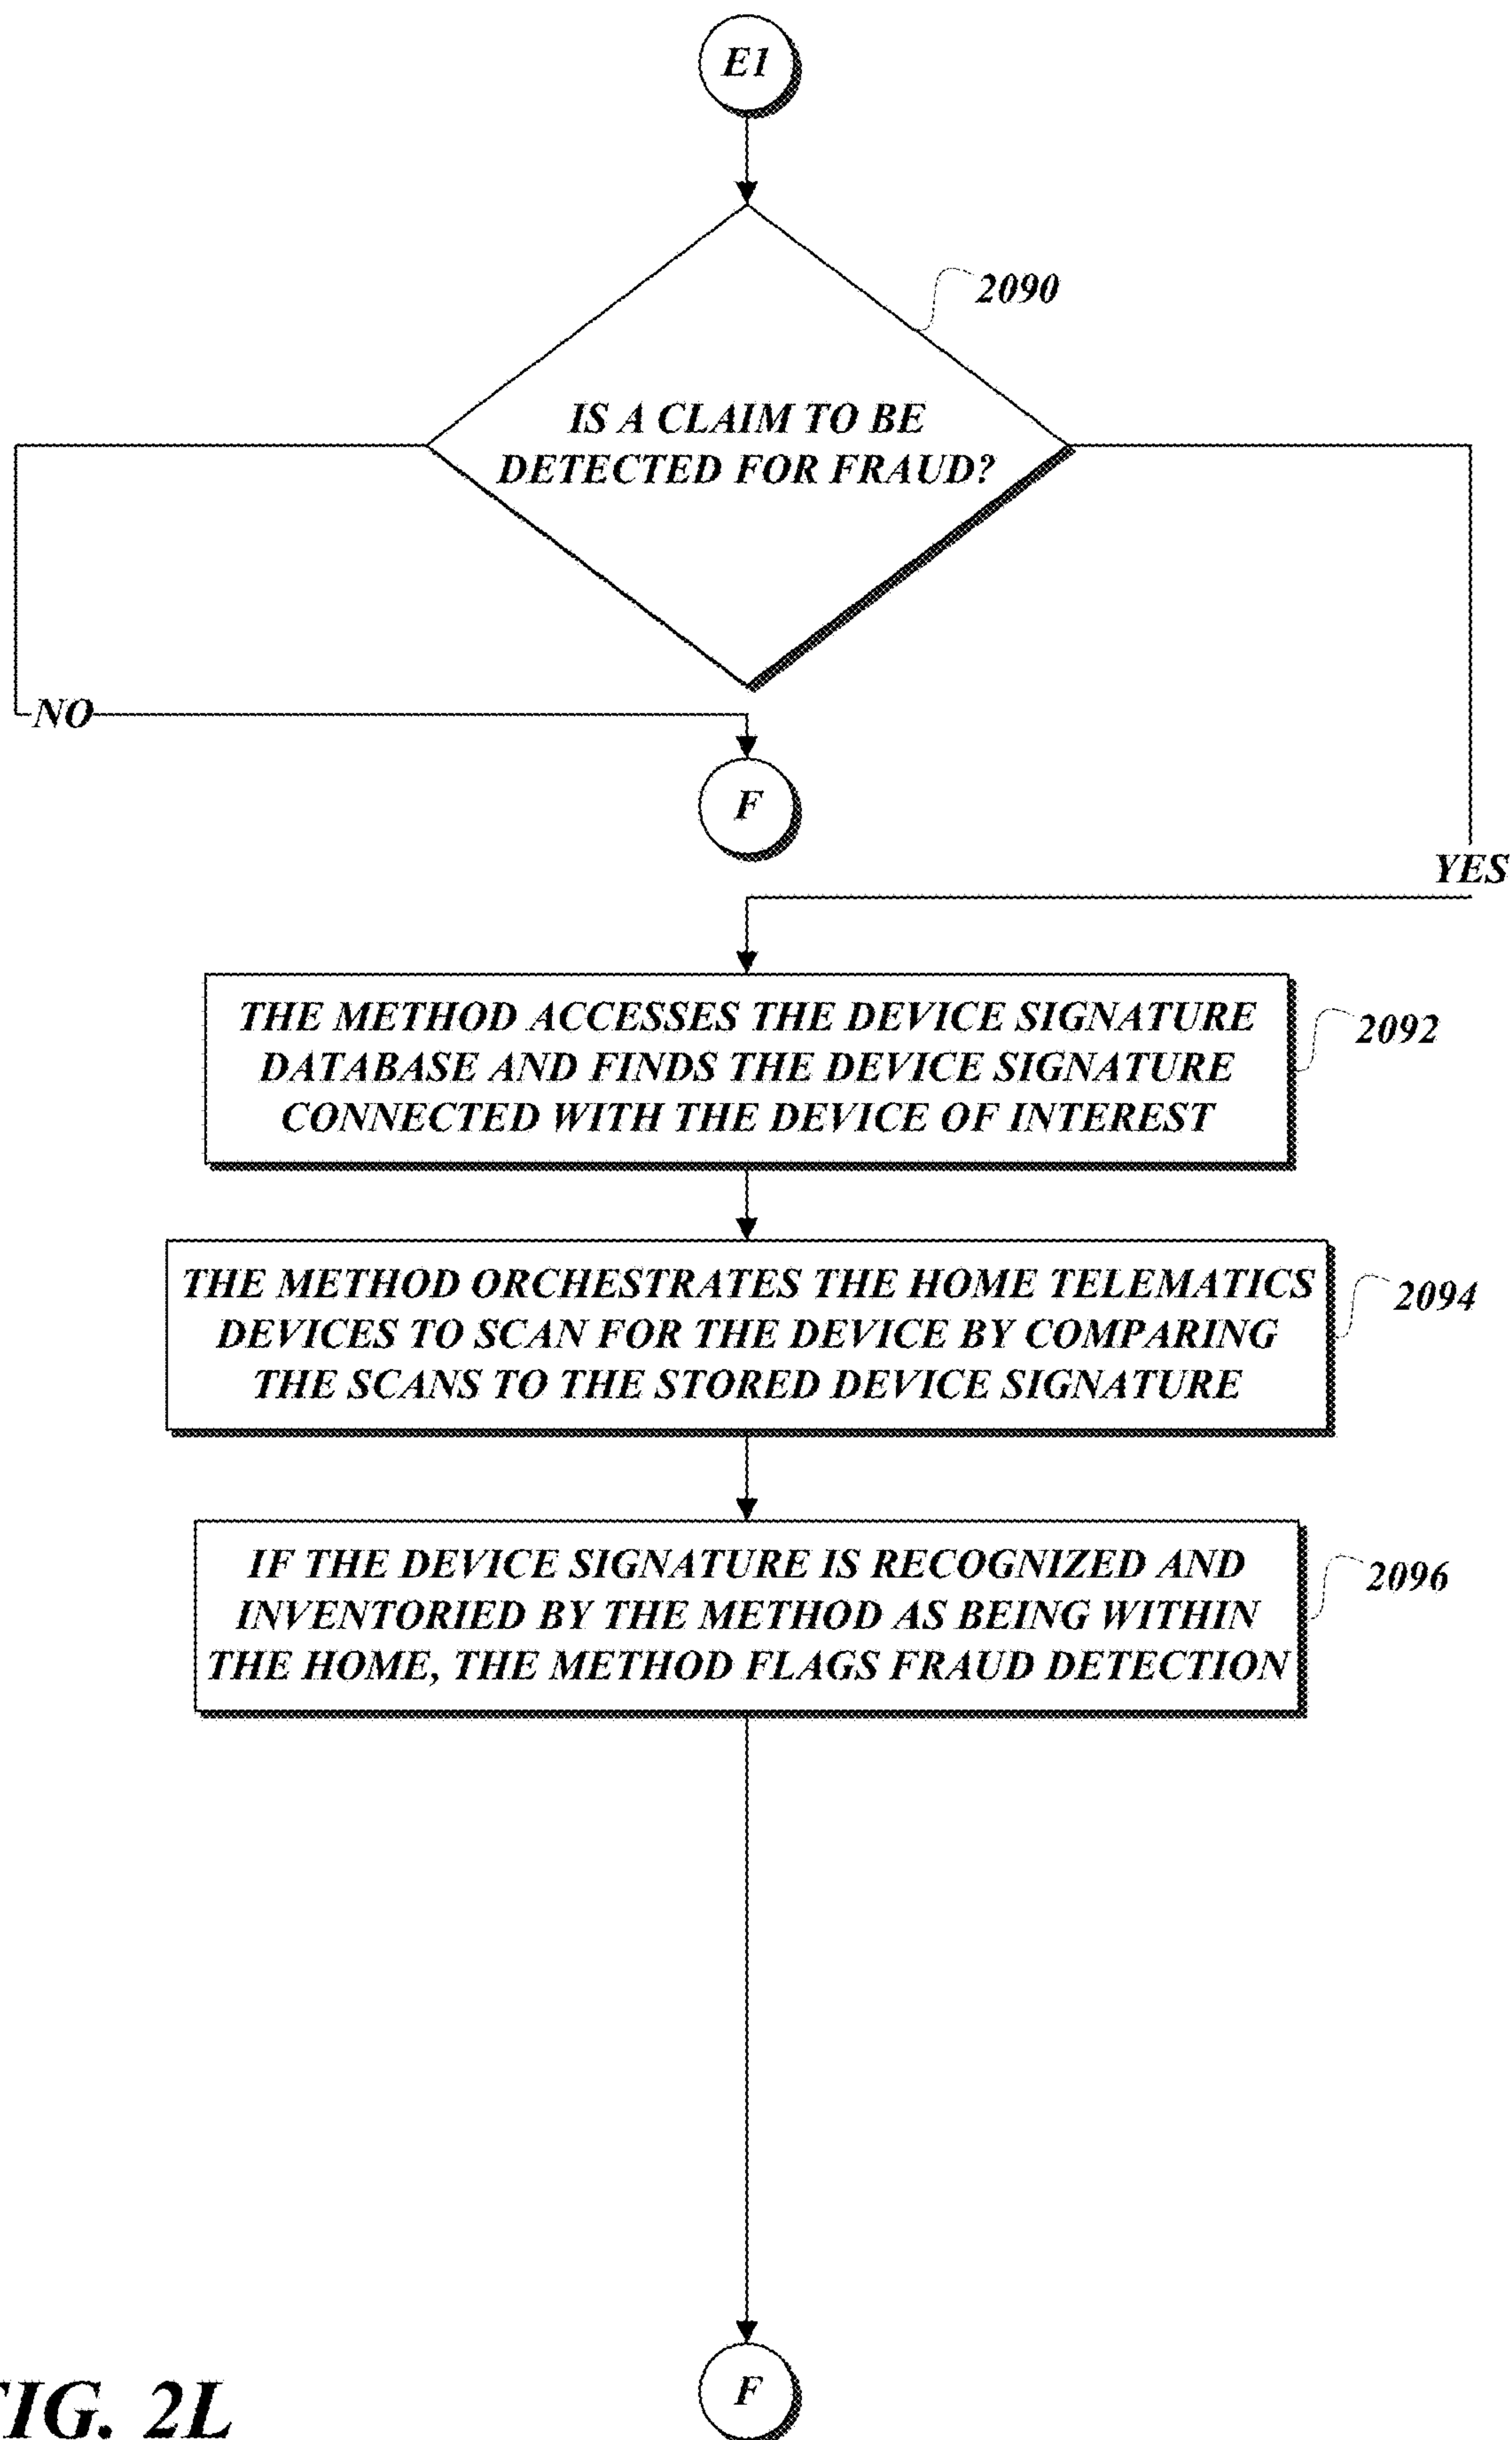 E1
2090
IS A CLAIM TO BE
DETECTED FOR FRAUD?
NO
F
YES
THE METHOD ACCESSES THE DEVICE SIGNATURE
DATABASE AND FINDS THE DEVICE SIGNATURE
CONNECTED WITH THE DEVICE OF INTEREST
2092
THE METHOD ORCHESTRATES THE HOME TELEMATICS
DEVICES TO SCAN FOR THE DEVICE BY COMPARING
THE SCANS TO THE STORED DEVICE SIGNATURE
2094
IF THE DEVICE SIGNATURE IS RECOGNIZED AND
INVENTORIED BY THE METHOD AS BEING WITHIN
THE HOME, THE METHOD FLAGS FRAUD DETECTION
2096
F
FIG. 2L